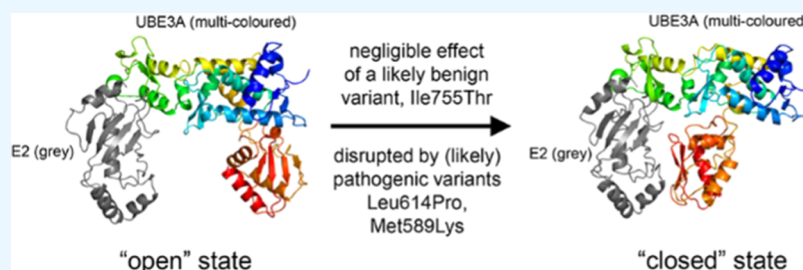 UBE3A (multi-coloured)
E2 (grey)
"open" state
negligible effect
of a likely benign
variant, Ile755Thr
disrupted by (likely)
pathogenic variants
Leu614Pro,
Met589Lys
UBE3A (multi-coloured)
E2 (grey)
"closed" state